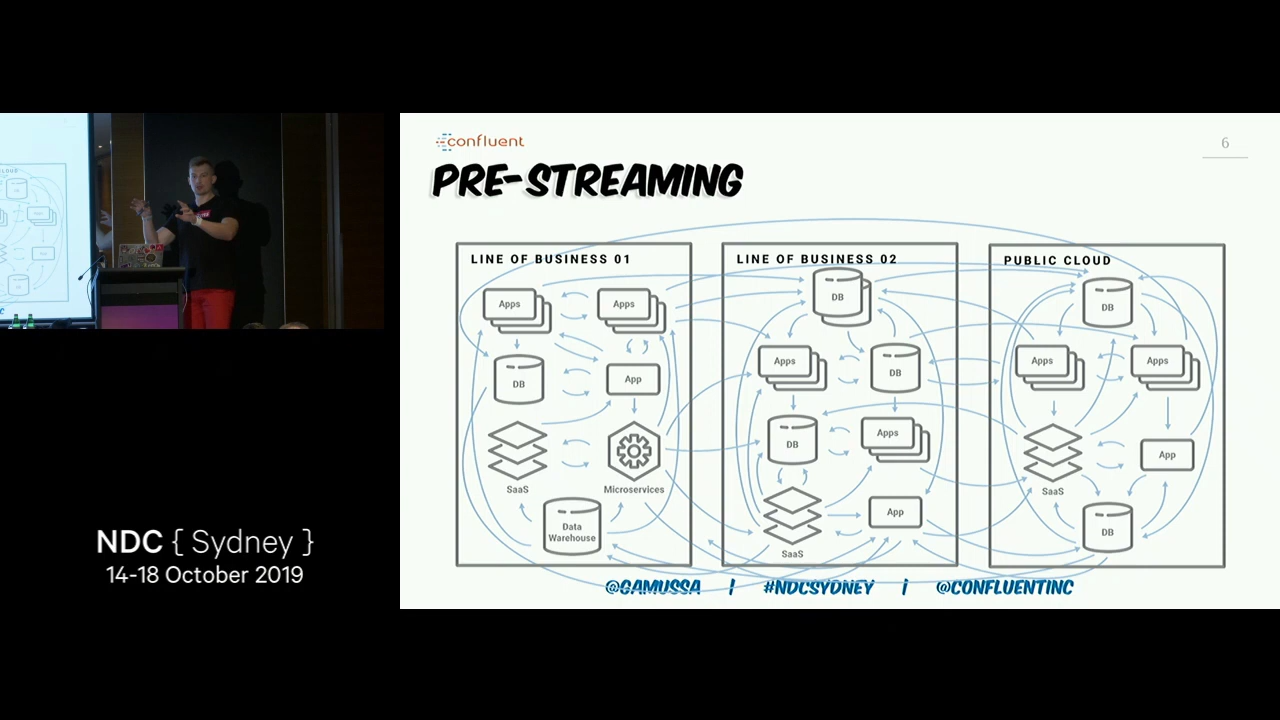 confluent
6
PRE-STREAMING
LINE OF BUSINESS 01
Apps
Apps
DB
App
SaaS
Microservices
Data
Warehouse
LINE OF BUSINESS 02
DB
Apps
DB
DB
Apps
SaaS
App
PUBLIC CLOUD
DB
Apps
Apps
SaaS
App
DB
@GAMUSSA | #NDCSYDNEY | @CONFLUENTINC
NDC { Sydney }
14-18 October 2019